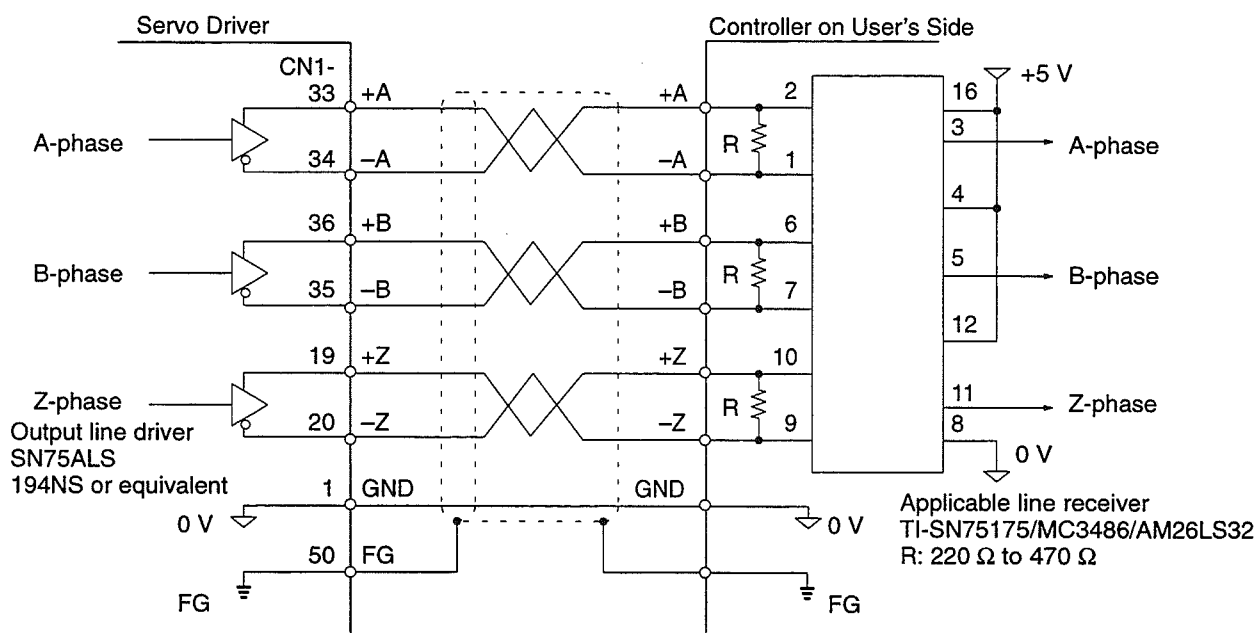 Servo Driver
Controller on User's Side
CN1-
33 +A
+A 2
16 +5 V
A-phase
R
3 A-phase
34 –A
–A 1
4
36 +B
+B 6
B-phase
R
5 B-phase
35 –B
–B 7
12
19 +Z
+Z 10
Z-phase
R
11 Z-phase
20 –Z
–Z 9
8
0 V
Output line driver
SN75ALS
194NS or equivalent
1 GND
GND
0 V
0 V
Applicable line receiver
TI-SN75175/MC3486/AM26LS32
R: 220 Ω to 470 Ω
50 FG
FG
FG